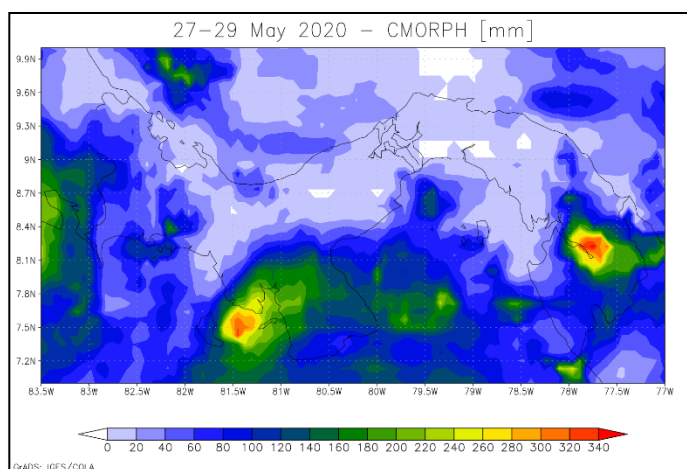 27-29 May 2020 - CMORPH [mm]
9.9N
9.6N
9.3N
9N
8.7N
8.4N
8.1N
7.8N
7.5N
7.2N
83.5W 83W 82.5W 82W 81.5W 81W 80.5W 80W 79.5W 79W 78.5W 78W 77.5W 77W
0 20 40 60 80 100 120 140 160 180 200 220 240 260 280 300 320 340
GrADS: IGES/COLA